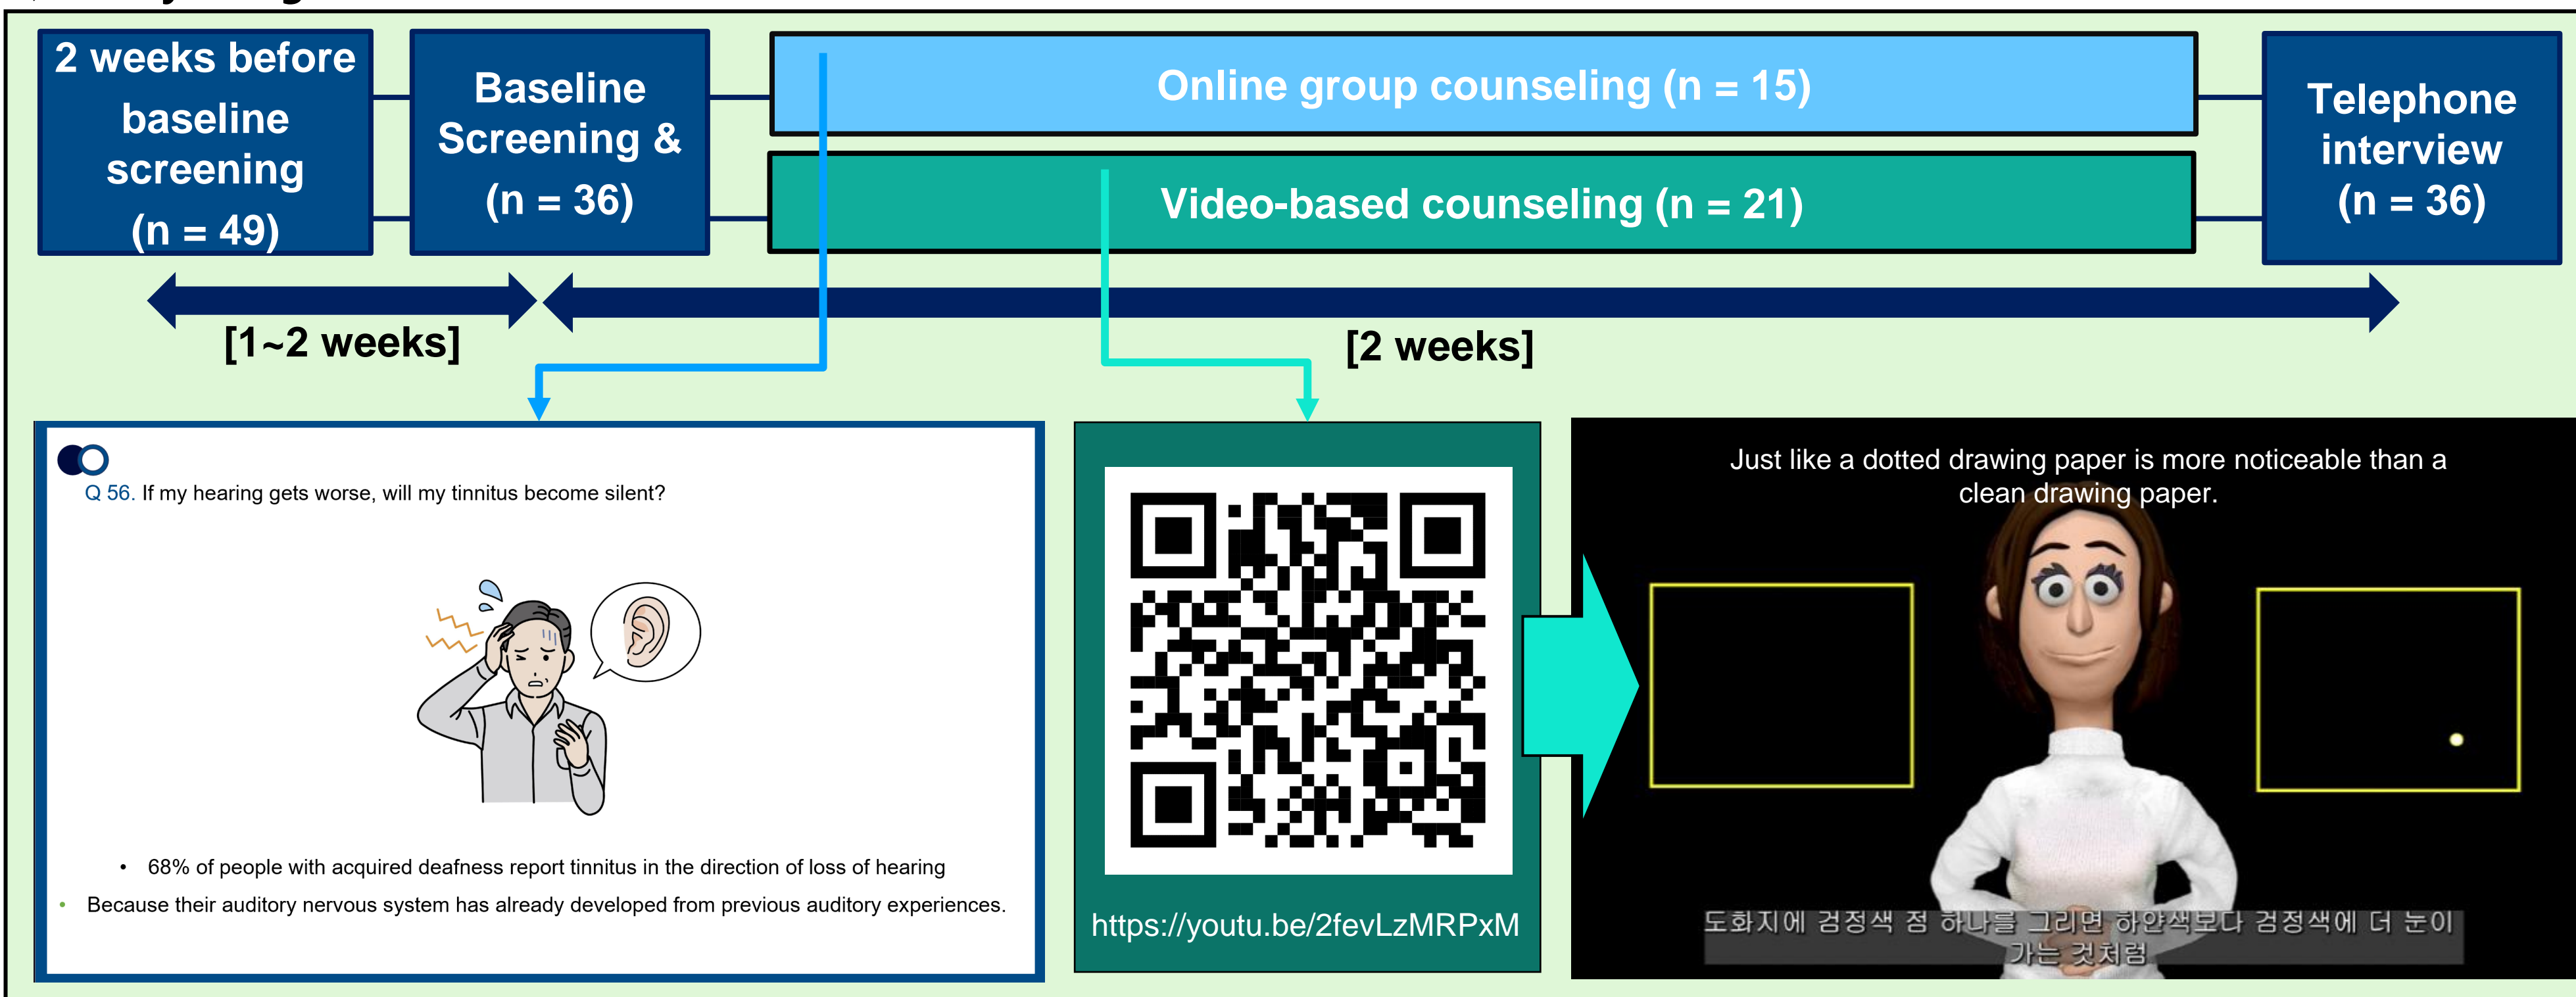 2 weeks before
baseline
screening
(n = 49)
Baseline
Screening &
(n = 36)
Online group counseling (n = 15)
Video-based counseling (n = 21)
Telephone
interview
(n = 36)
[1~2 weeks]
[2 weeks]
Q 56. If my hearing gets worse, will my tinnitus become silent?
• 68% of people with acquired deafness report tinnitus in the direction of loss of hearing
• Because their auditory nervous system has already developed from previous auditory experiences.
https://youtu.be/2fevLzMRPxM
Just like a dotted drawing paper is more noticeable than a
clean drawing paper.
도화지에 검정색 점 하나를 그리면 하얀색보다 검정색에 더 눈이
가는 것처럼